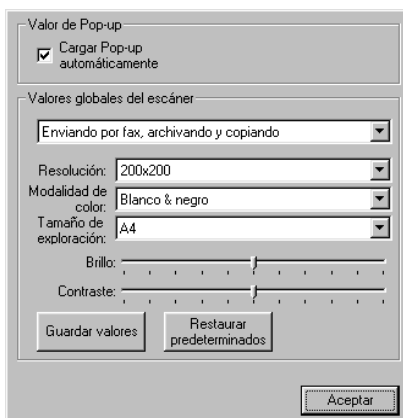 Valor de Pop-up
Cargar Pop-up
automáticamente
Valores globales del escáner
Enviando por fax, archivando y copiando
Resolución: 200x200
Modalidad de
color: Blanco & negro
Tamaño de
exploración: A4
Brillo:
Contraste:
Guardar valores
Restaurar
predeterminados
Aceptar